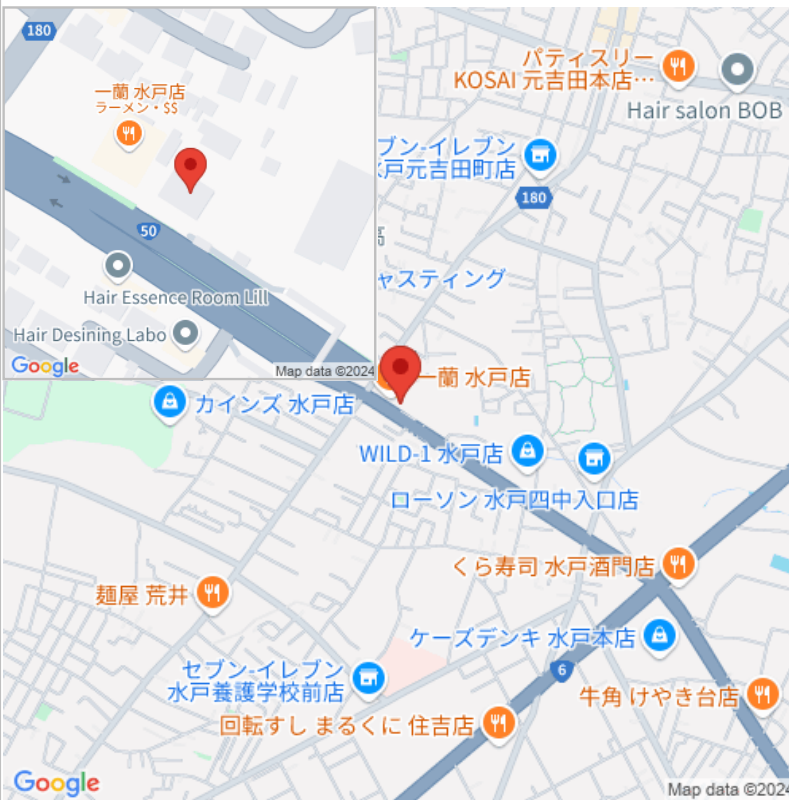 180
一蘭 水戸店
ラーメン・$$
50
Hair Essence Room Lill
Hair Desining Labo
Google
Map data ©2024
パティスリー
KOSAI 元吉田本店…
Hair salon BOB
ブン-イレブン
水戸元吉田町店
180
ャスティング
一蘭 水戸店
カインズ 水戸店
WILD-1 水戸店
ローソン 水戸四中入口店
くら寿司 水戸酒門店
麺屋 荒井
ケーズデンキ 水戸本店
セブン-イレブン
水戸養護学校前店
6
牛角 けやき台店
回転すし まるくに 住吉店
Google
Map data ©2024